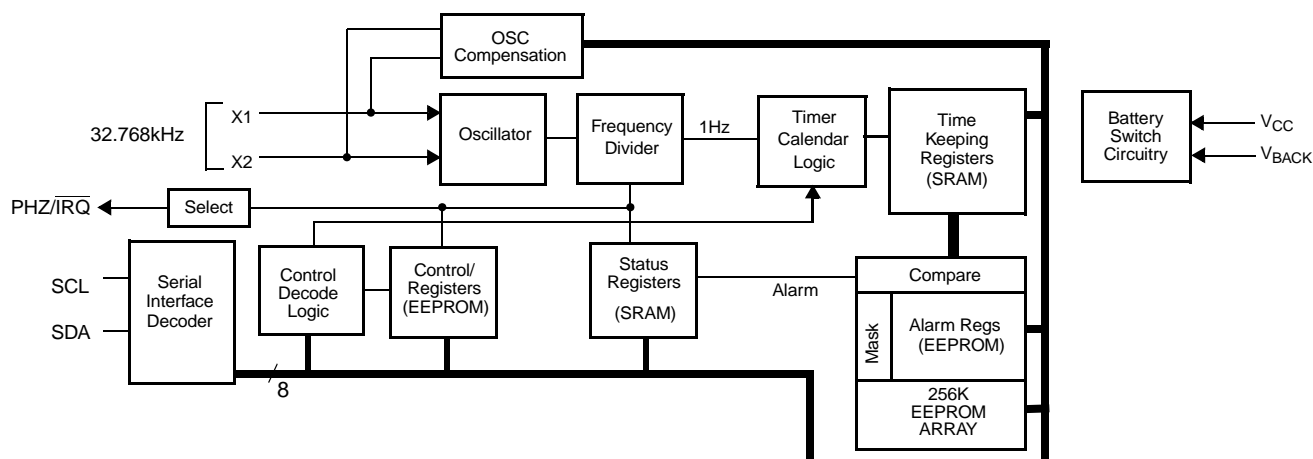 OSC
Compensation
32.768kHz
X1
X2
Oscillator
Frequency
Divider
1Hz
Timer
Calendar
Logic
Time
Keeping
Registers
(SRAM)
Battery
Switch
Circuitry
VCC
VBACK
PHZ/IRQ
Select
SCL
SDA
Serial
Interface
Decoder
Control
Decode
Logic
Control/
Registers
(EEPROM)
Status
Registers
(SRAM)
Alarm
Compare
Mask
Alarm Regs
(EEPROM)
256K
EEPROM
ARRAY
8